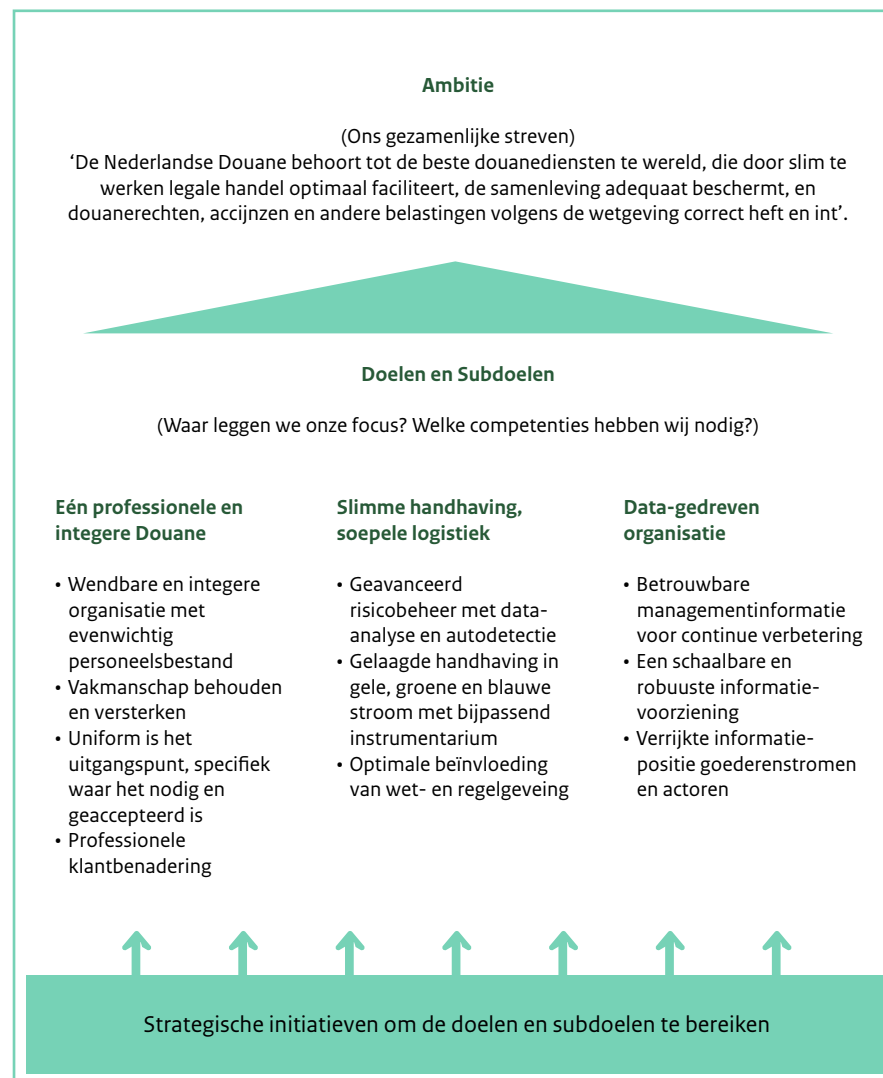 Ambitie
(Ons gezamenlijke streven)
‘De Nederlandse Douane behoort tot de beste douanediensten te wereld, die door slim te
werken legale handel optimaal faciliteert, de samenleving adequaat beschermt, en
douanerechten, accijnzen en andere belastingen volgens de wetgeving correct heft en int’.
Doelen en Subdoelen
(Waar leggen we onze focus? Welke competenties hebben wij nodig?)
Eén professionele en
integere Douane
• Wendbare en integere
organisatie met
evenwichtig
personeelsbestand
• Vakmanschap behouden
en versterken
• Uniform is het
uitgangspunt, specifiek
waar het nodig en
geaccepteerd is
• Professionele
klantbenadering
Slimme handhaving,
soepele logistiek
• Geavanceerd
risicobeheer met data-
analyse en autodetectie
• Gelaagde handhaving in
gele, groene en blauwe
stroom met bijpassend
instrumentarium
• Optimale beïnvloeding
van wet- en regelgeveing
Data-gedreven
organisatie
• Betrouwbare
managementinformatie
voor continue verbetering
• Een schaalbare en
robuuste informatie-
voorziening
• Verrijkte informatie-
positie goederenstromen
en actoren
Strategische initiatieven om de doelen en subdoelen te bereiken